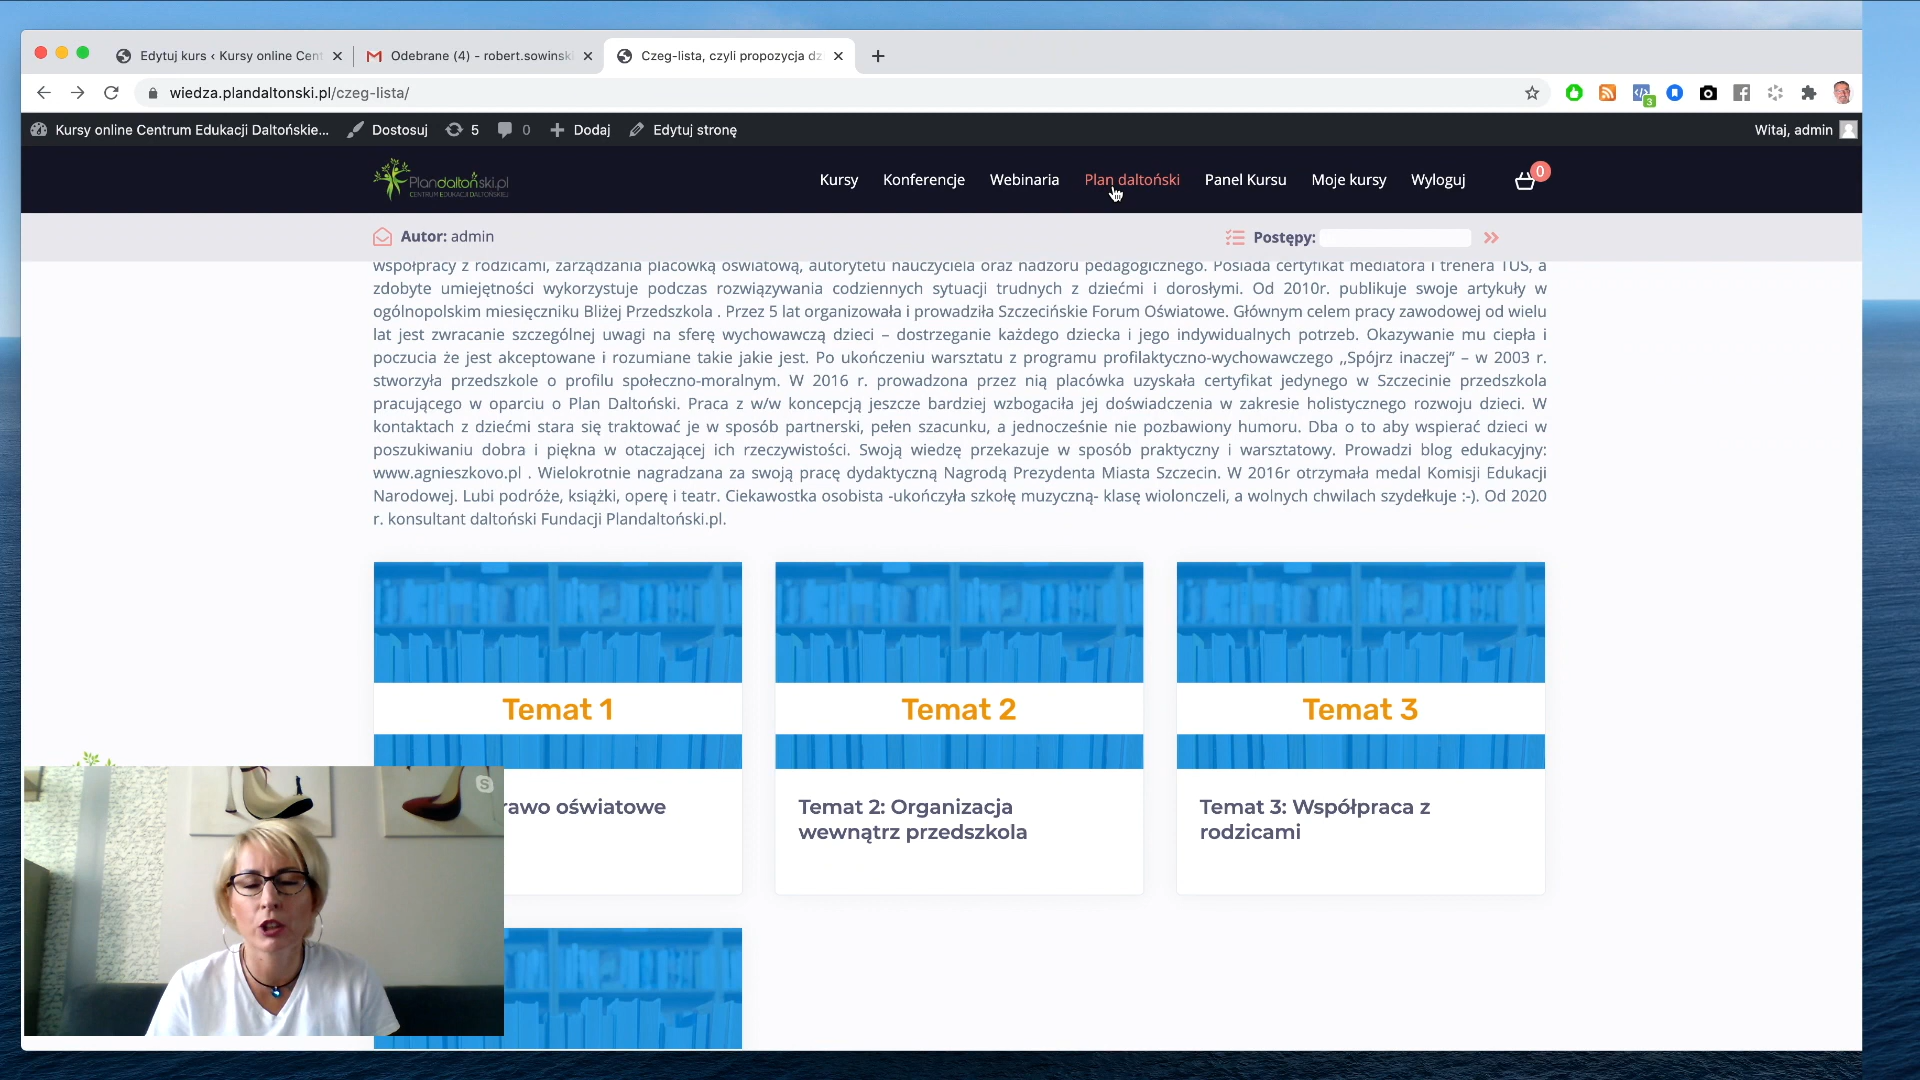 Edytuj kurs ‹ Kursy online Cen
Odebrane (4) - robert.sowinsk
Czeg-lista, czyli propozycja dz
wiedza.plandaltonski.pl/czeg-lista/
3
Kursy online Centrum Edukacji Daltońskie...
Dostosuj
5
0
Dodaj
Edytuj stronę
Witaj, admin
Plandaltoński.pl
CENTRUM EDUKACJI DALTOŃSKIEJ
Kursy
Konferencje
Webinaria
Plan daltoński
Panel Kursu
Moje kursy
Wyloguj
0
Autor: admin
Postępy:
współpracy z rodzicami, zarządzania placówką oświatową, autorytetu nauczyciela oraz nadzoru pedagogicznego. Posiada certyfikat mediatora i trenera TUS, a
zdobyte umiejętności wykorzystuje podczas rozwiązywania codziennych sytuacji trudnych z dziećmi i dorosłymi. Od 2010r. publikuje swoje artykuły w
ogólnopolskim miesięczniku Bliżej Przedszkola . Przez 5 lat organizowała i prowadziła Szczecińskie Forum Oświatowe. Głównym celem pracy zawodowej od wielu
lat jest zwracanie szczególnej uwagi na sferę wychowawczą dzieci – dostrzeganie każdego dziecka i jego indywidualnych potrzeb. Okazywanie mu ciepła i
poczucia że jest akceptowane i rozumiane takie jakie jest. Po ukończeniu warsztatu z programu profilaktyczno-wychowawczego ,,Spójrz inaczej” – w 2003 r.
stworzyła przedszkole o profilu społeczno-moralnym. W 2016 r. prowadzona przez nią placówka uzyskała certyfikat jedynego w Szczecinie przedszkola
pracującego w oparciu o Plan Daltoński. Praca z w/w koncepcją jeszcze bardziej wzbogaciła jej doświadczenia w zakresie holistycznego rozwoju dzieci. W
kontaktach z dziećmi stara się traktować je w sposób partnerski, pełen szacunku, a jednocześnie nie pozbawiony humoru. Dba o to aby wspierać dzieci w
poszukiwaniu dobra i piękna w otaczającej ich rzeczywistości. Swoją wiedzę przekazuje w sposób praktyczny i warsztatowy. Prowadzi blog edukacyjny:
www.agnieszkovo.pl . Wielokrotnie nagradzana za swoją pracę dydaktyczną Nagrodą Prezydenta Miasta Szczecin. W 2016r otrzymała medal Komisji Edukacji
Narodowej. Lubi podróże, książki, operę i teatr. Ciekawostka osobista -ukończyła szkołę muzyczną- klasę wiolonczeli, a wolnych chwilach szydełkuje :-). Od 2020
r. konsultant daltoński Fundacji Plandaltoński.pl.
Temat 1
Temat 2
Temat 3
rawo oświatowe
Temat 2: Organizacja
wewnątrz przedszkola
Temat 3: Współpraca z
rodzicami